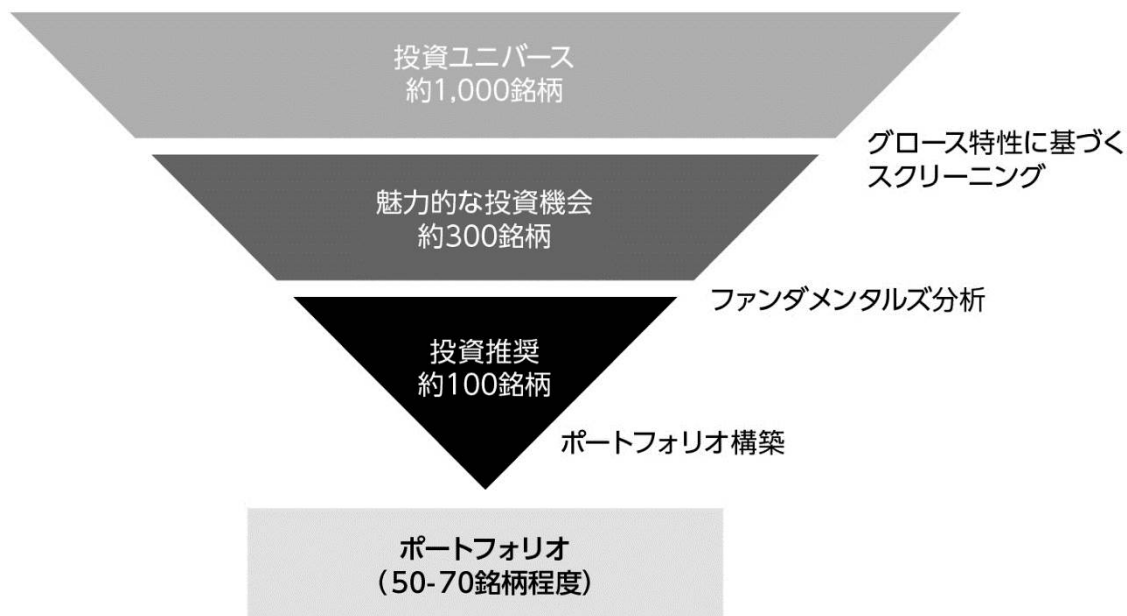 投資ユニバース
約1,000銘柄
グロース特性に基づく
スクリーニング
魅力的な投資機会
約300銘柄
ファンダメンタルズ分析
投資推奨
約100銘柄
ポートフォリオ構築
ポートフォリオ
（50-70銘柄程度）